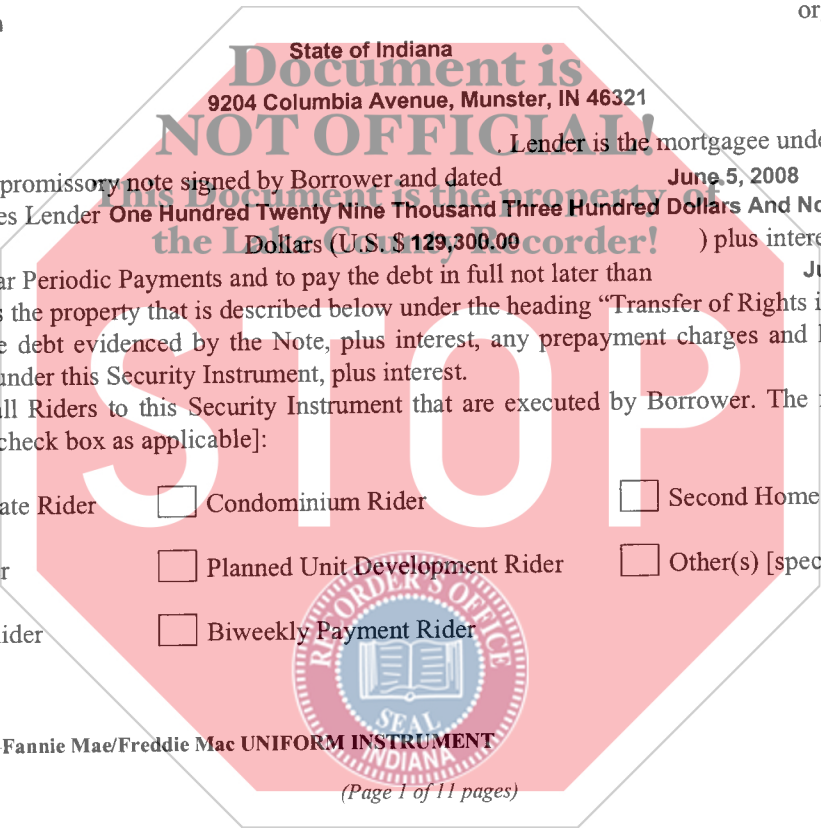 or
State of Indiana
Document is
9204 Columbia Avenue, Munster, IN 46321
NOT OFFICIAL!
. Lender is the mortgagee unde
promissory note signed by Borrower and dated June 5, 2008
This Document is the property of
es Lender One Hundred Twenty Nine Thousand Three Hundred Dollars And No
the Lake County Recorder!
Dollars (U.S. $ 129,300.00 ) plus intere
ar Periodic Payments and to pay the debt in full not later than Ju
s the property that is described below under the heading “Transfer of Rights i
e debt evidenced by the Note, plus interest, any prepayment charges and l
under this Security Instrument, plus interest.
all Riders to this Security Instrument that are executed by Borrower. The
check box as applicable]:
STOP
ate Rider Condominium Rider Second Home
r Planned Unit Development Rider Other(s) [spec
ider Biweekly Payment Rider
RECORDER'S OFFICE
SEAL
INDIANA
-Fannie Mae/Freddie Mac UNIFORM INSTRUMENT
(Page 1 of 11 pages)